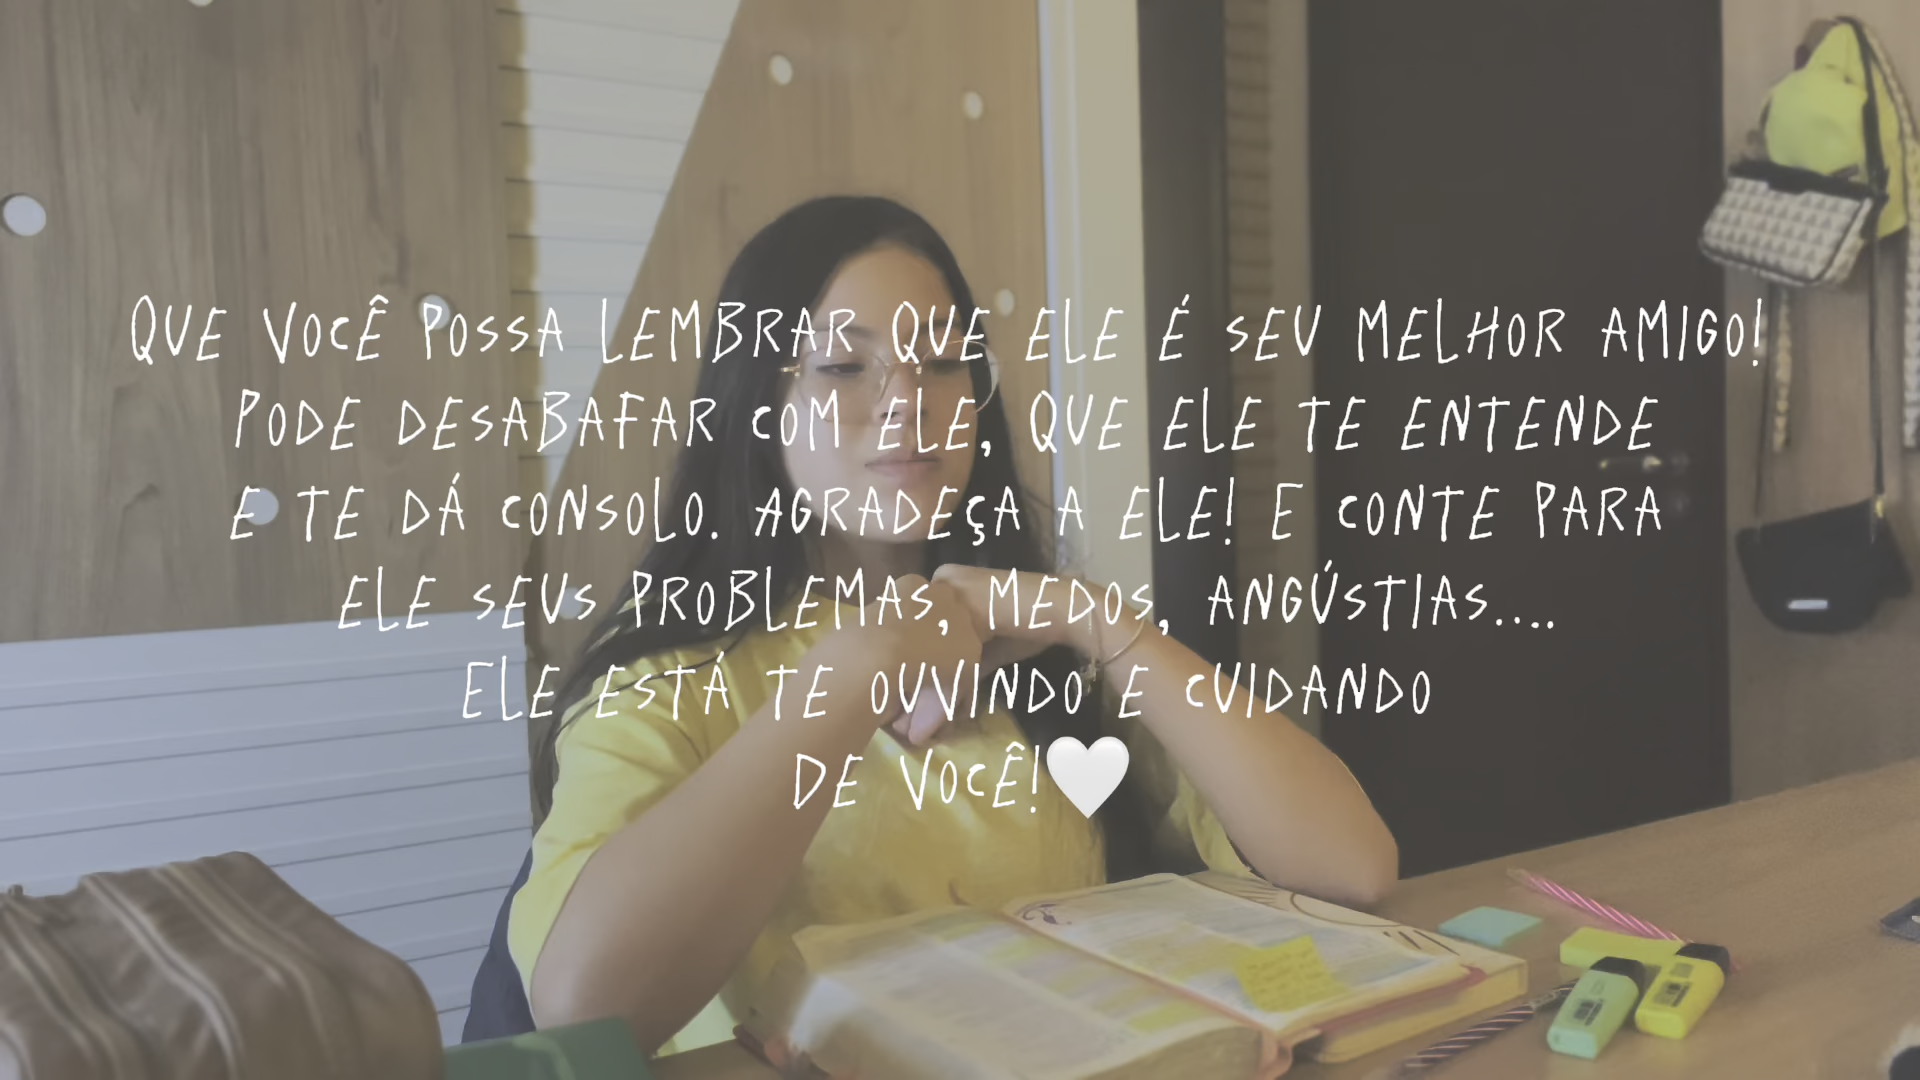 QUE VOCÊ POSSA LEMBRAR QUE ELE É SEU MELHOR AMIGO!
PODE DESABAFAR COM ELE, QUE ELE TE ENTENDE
E TE DÁ CONSOLO. AGRADEÇA A ELE! E CONTE PARA
ELE SEUS PROBLEMAS, MEDOS, ANGÚSTIAS....
ELE ESTÁ TE OUVINDO E CUIDANDO
DE VOCÊ!🤍